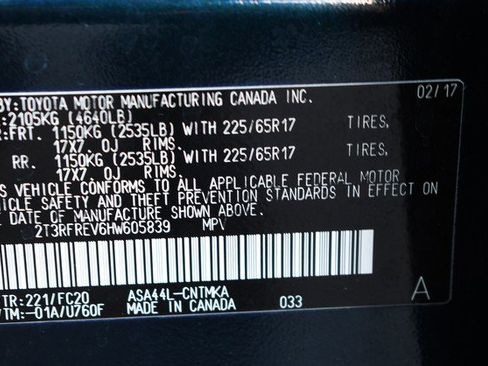 BY:TOYOTA MOTOR MANUFACTURING CANADA INC. 02/17
:2105KG (4640LB)
R:FRT. 1150KG (2535LB) WITH 225/65R17 TIRES,
17X7.0J RIMS.
RR. 1150KG (2535LB) WITH 225/65R17 TIRES,
17X7.0J RIMS.
S VEHICLE CONFORMS TO ALL APPLICABLE FEDERAL MOTOR
ICLE SAFETY AND THEFT PREVENTION STANDARDS IN EFFECT ON
DATE OF MANUFACTURE SHOWN ABOVE.
2T3RFREV6HW605839 MPV
TR:221/FC20 ASA44L-CNTMKA A
/TM:-01A/U760F MADE IN CANADA 033